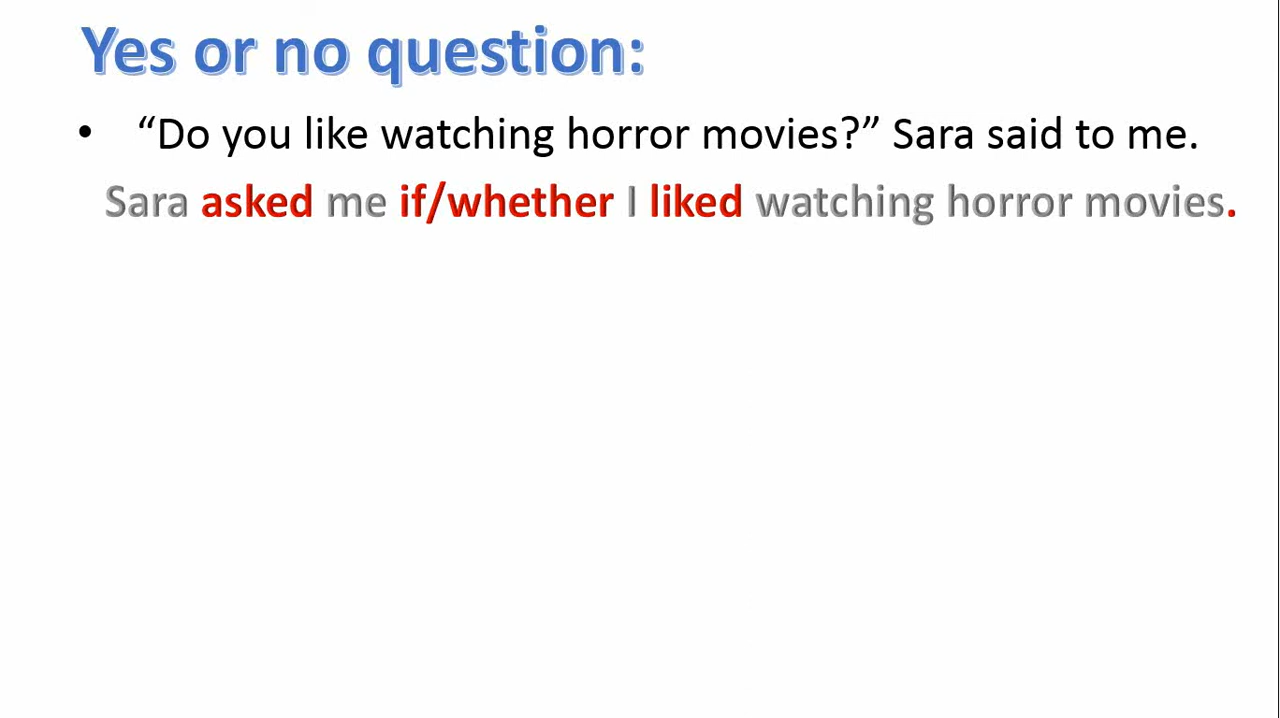 Yes or no question:
• “Do you like watching horror movies?” Sara said to me.
Sara asked me if/whether I liked watching horror movies.